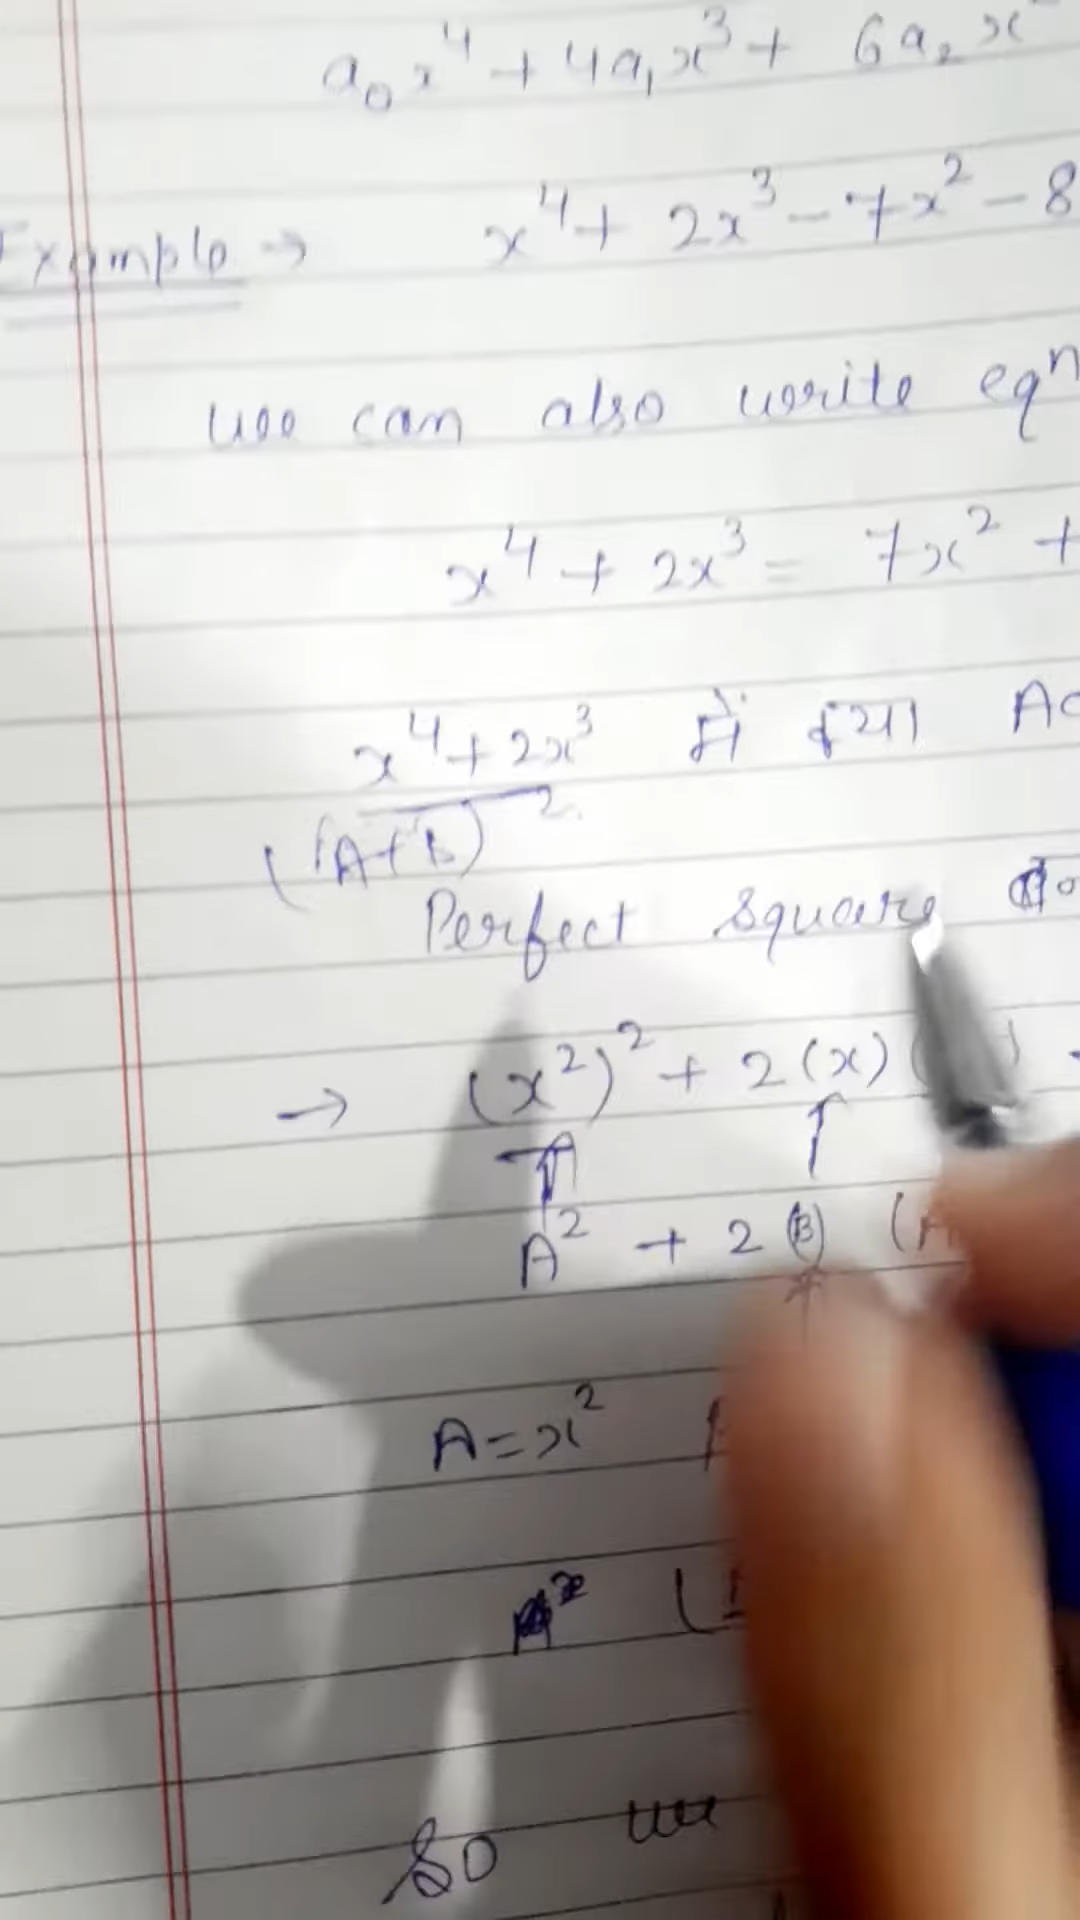 a₀x⁴ + 4a₁x³ + 6a₂x
Example → x⁴ + 2x³ - 7x² - 8
we can also write eqn
x⁴ + 2x³ = 7x² +
x⁴ + 2x³ में क्या
(A+B)²
Perfect square
→ (x²)² + 2(x)
A² + 2(B) (A
A = x²
So we